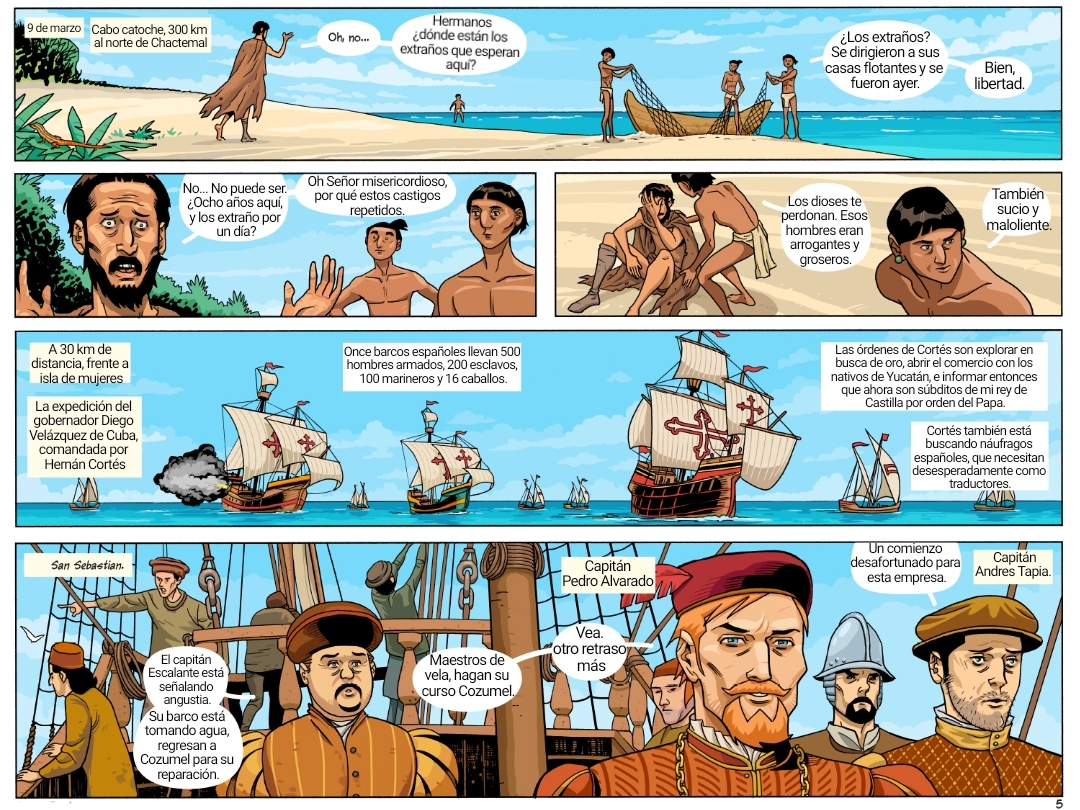 9 de marzo
Cabo catoche, 300 km
al norte de Chactemal
Oh, no...
Hermanos
¿dónde están los
extraños que esperan
aquí?
¿Los extraños?
Se dirigieron a sus
casas flotantes y se
fueron ayer.
Bien,
libertad.
No... No puede ser.
¿Ocho años aquí,
y los extraño por
un día?
Oh Señor misericordioso,
por qué estos castigos
repetidos.
Los dioses te
perdonan. Esos
hombres eran
arrogantes y
groseros.
También
sucio y
maloliente.
A 30 km de
distancia, frente a
isla de mujeres
La expedición del
gobernador Diego
Velázquez de Cuba,
comandada por
Hernán Cortés
Once barcos españoles llevan 500
hombres armados, 200 esclavos,
100 marineros y 16 caballos.
Las órdenes de Cortés son explorar en
busca de oro, abrir el comercio con los
nativos de Yucatán, e informar entonces
que ahora son súbditos de mi rey de
Castilla por orden del Papa.
Cortés también está
buscando náufragos
españoles, que necesitan
desesperadamente como
traductores.
San Sebastian.
El capitán
Escalante está
señalando
angustia.
Su barco está
tomando agua,
regresan a
Cozumel para su
reparación.
Maestros de
vela, hagan su
curso Cozumel.
Vea.
otro retraso
más
Capitán
Pedro Alvarado
Un comienzo
desafortunado para
esta empresa.
Capitán
Andres Tapia.
5